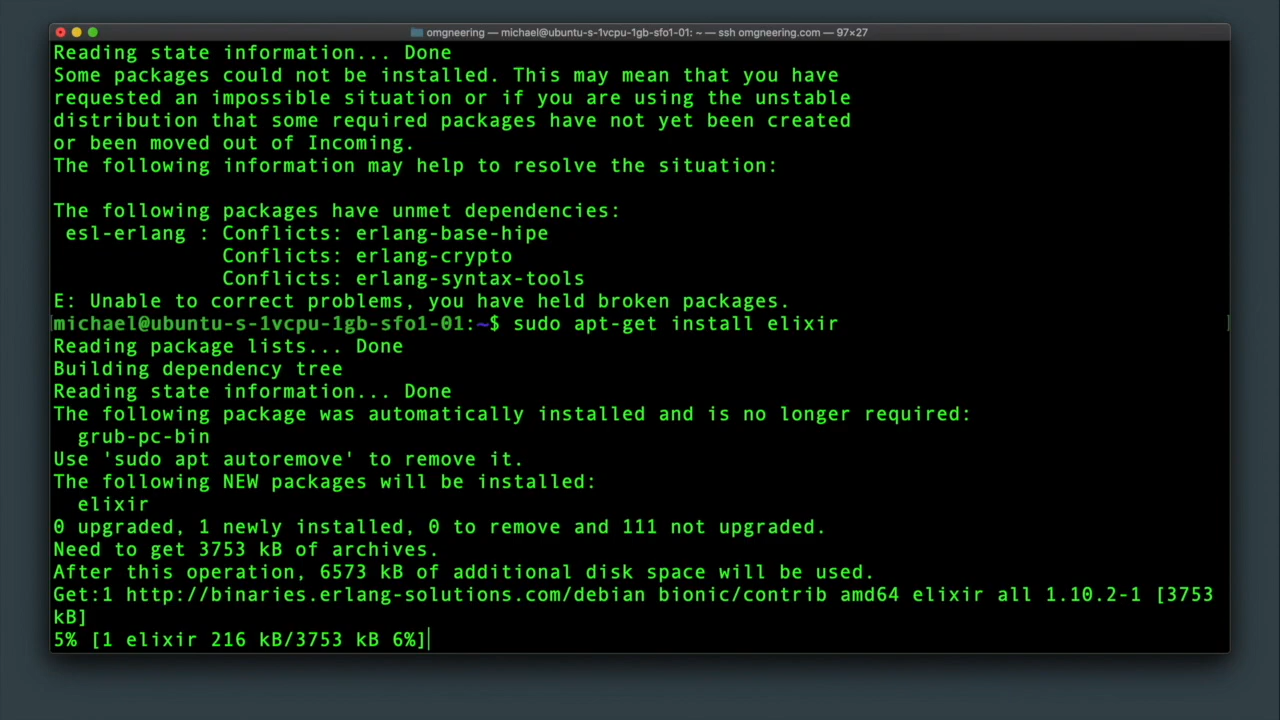 omgneering — michael@ubuntu-s-1vcpu-1gb-sfo1-01: ~ — ssh omgneering.com — 97×27
Reading state information... Done
Some packages could not be installed. This may mean that you have
requested an impossible situation or if you are using the unstable
distribution that some required packages have not yet been created
or been moved out of Incoming.
The following information may help to resolve the situation:
The following packages have unmet dependencies:
esl-erlang : Conflicts: erlang-base-hipe
Conflicts: erlang-crypto
Conflicts: erlang-syntax-tools
E: Unable to correct problems, you have held broken packages.
michael@ubuntu-s-1vcpu-1gb-sfo1-01:~$ sudo apt-get install elixir
Reading package lists... Done
Building dependency tree
Reading state information... Done
The following package was automatically installed and is no longer required:
grub-pc-bin
Use 'sudo apt autoremove' to remove it.
The following NEW packages will be installed:
elixir
0 upgraded, 1 newly installed, 0 to remove and 111 not upgraded.
Need to get 3753 kB of archives.
After this operation, 6573 kB of additional disk space will be used.
Get:1 http://binaries.erlang-solutions.com/debian bionic/contrib amd64 elixir all 1.10.2-1 [3753
kB]
5% [1 elixir 216 kB/3753 kB 6%]